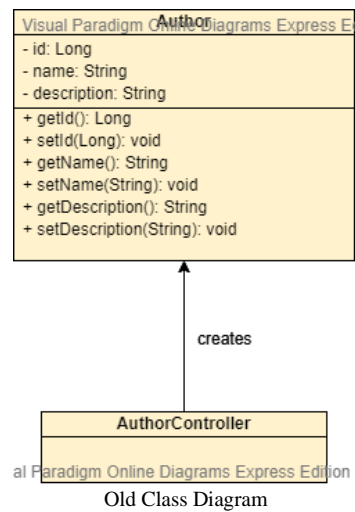 Author
Visual Paradigm Online Diagrams Express E
- id: Long
- name: String
- description: String
+ getId(): Long
+ setId(Long): void
+ getName(): String
+ setName(String): void
+ getDescription(): String
+ setDescription(String): void
creates
AuthorController
al Paradigm Online Diagrams Express Edition
Old Class Diagram